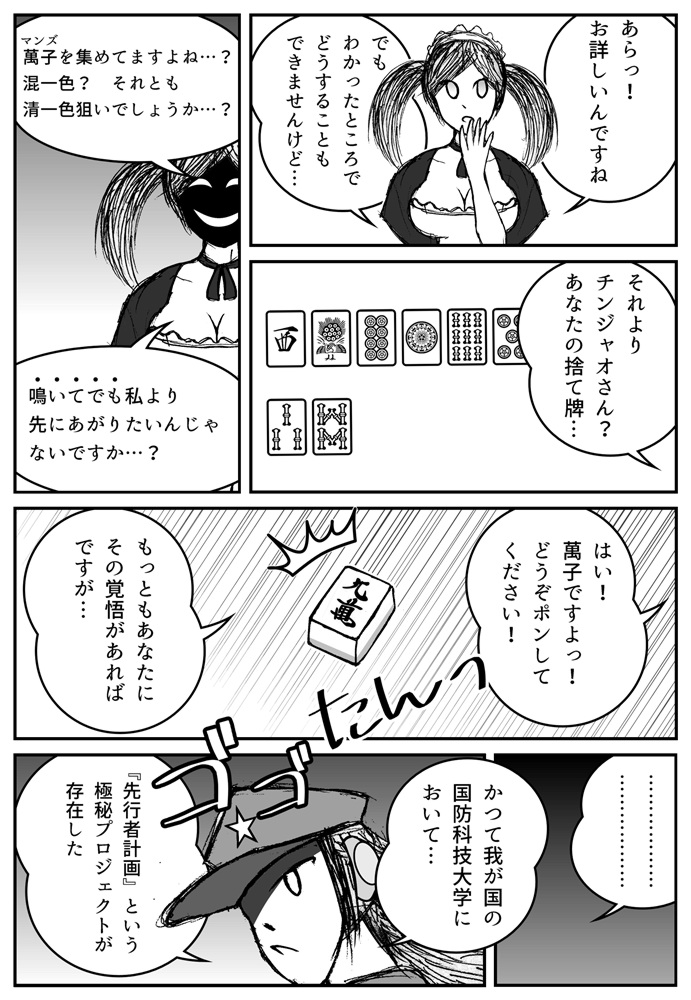 あらっ！
お詳しいんですね
でも
わかったところで
どうすることも
できませんけど…
それより
チンジャオさん？
あなたの捨て牌…
西
マンズ
萬子を集めてますよね…？
混一色？　それとも
清一色狙いでしょうか…？
鳴いてでも私より
先にあがりたいんじゃ
ないですか…？
はい！
萬子ですよっ！
どうぞポンして
ください！
九萬
たんっ
もっともあなたに
その覚悟があれば
ですが…
…………
…………
かつて我が国の
国防科技大学に
おいて…
ゴゴ
『先行者計画』という
極秘プロジェクトが
存在した